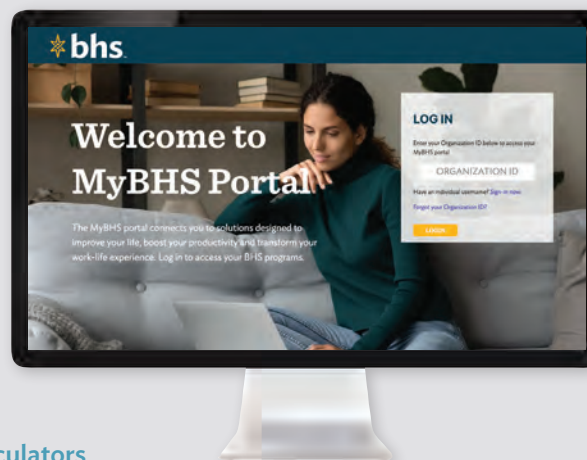 bhs.
Welcome to
MyBHS Portal
The MyBHS portal connects you to solutions designed to
improve your life, boost your productivity and transform your
work-life experience. Log in to access your BHS programs.
LOG IN
Enter your Organization ID below to access your
MyBHS portal
ORGANIZATION ID
Have an individual username? Sign in now.
Forgot your Organization ID?
LOGIN
culators